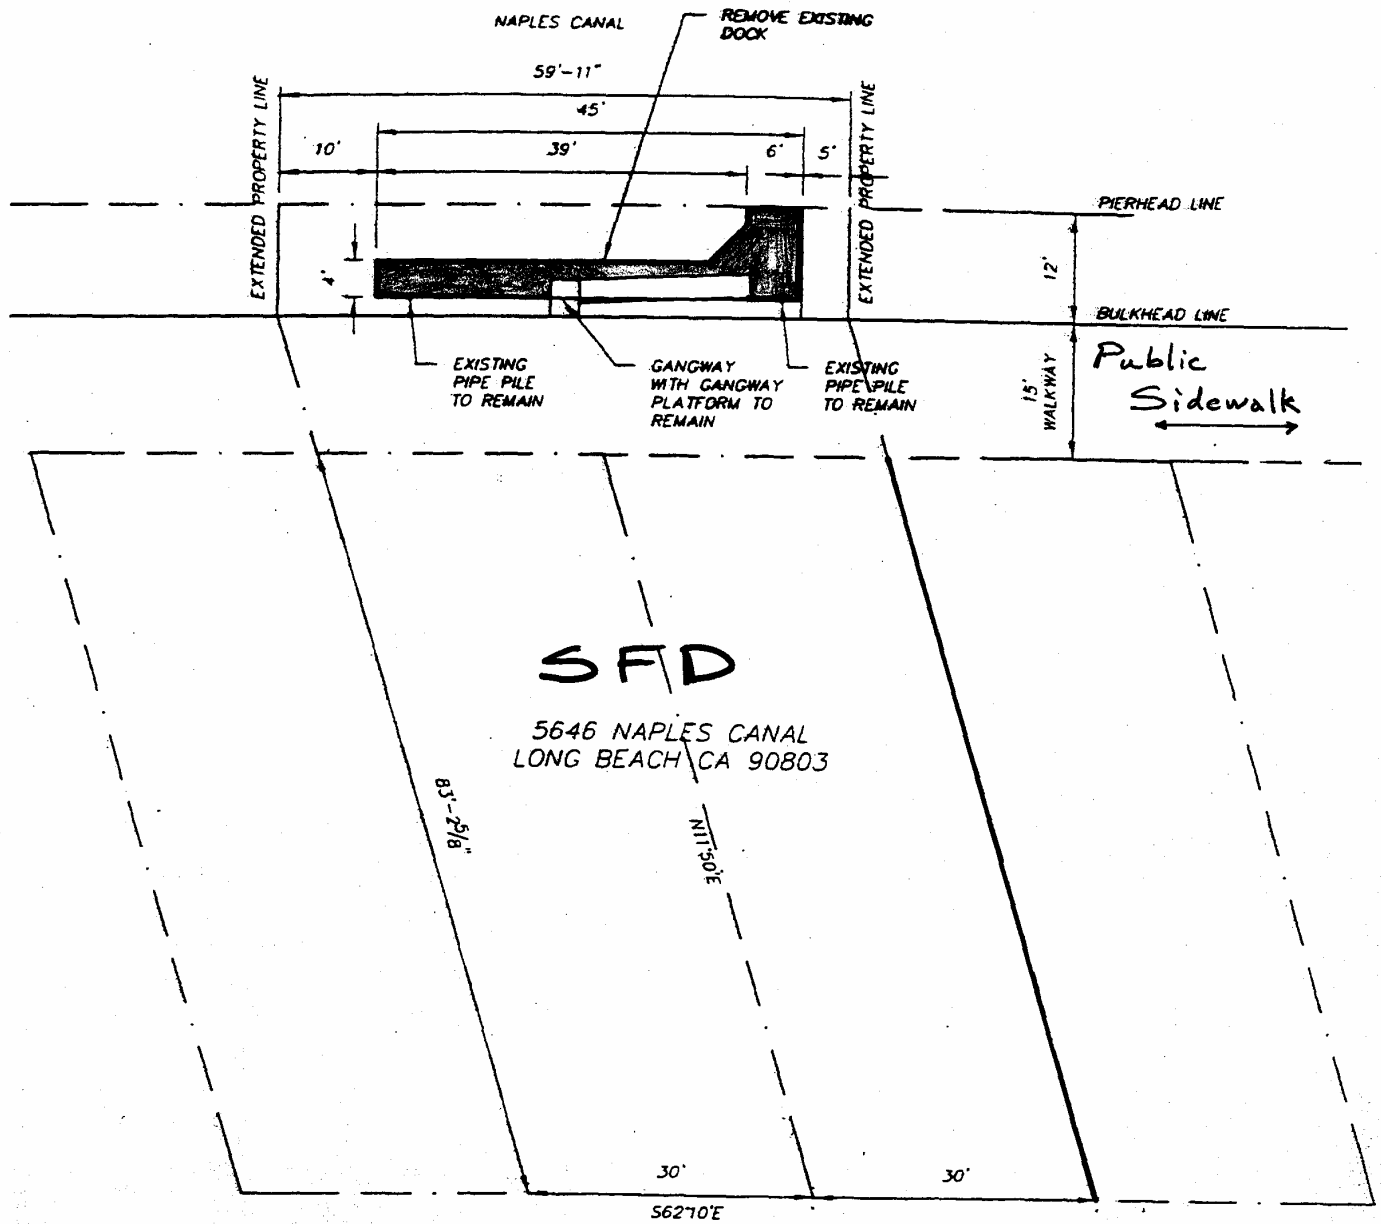 NAPLES CANAL
REMOVE EXISTING
DOCK
59'-11"
45'
10'
39'
6'
5'
EXTENDED PROPERTY LINE
EXTENDED PROPERTY LINE
PIERHEAD LINE
4'
12'
BULKHEAD LINE
EXISTING
PIPE PILE
TO REMAIN
GANGWAY
WITH GANGWAY
PLATFORM TO
REMAIN
EXISTING
PIPE PILE
TO REMAIN
15'
WALKWAY
Public
Sidewalk
SFD
5646 NAPLES CANAL
LONG BEACH CA 90803
83'-2 5/8"
N11°50'E
30'
30'
S62°10'E